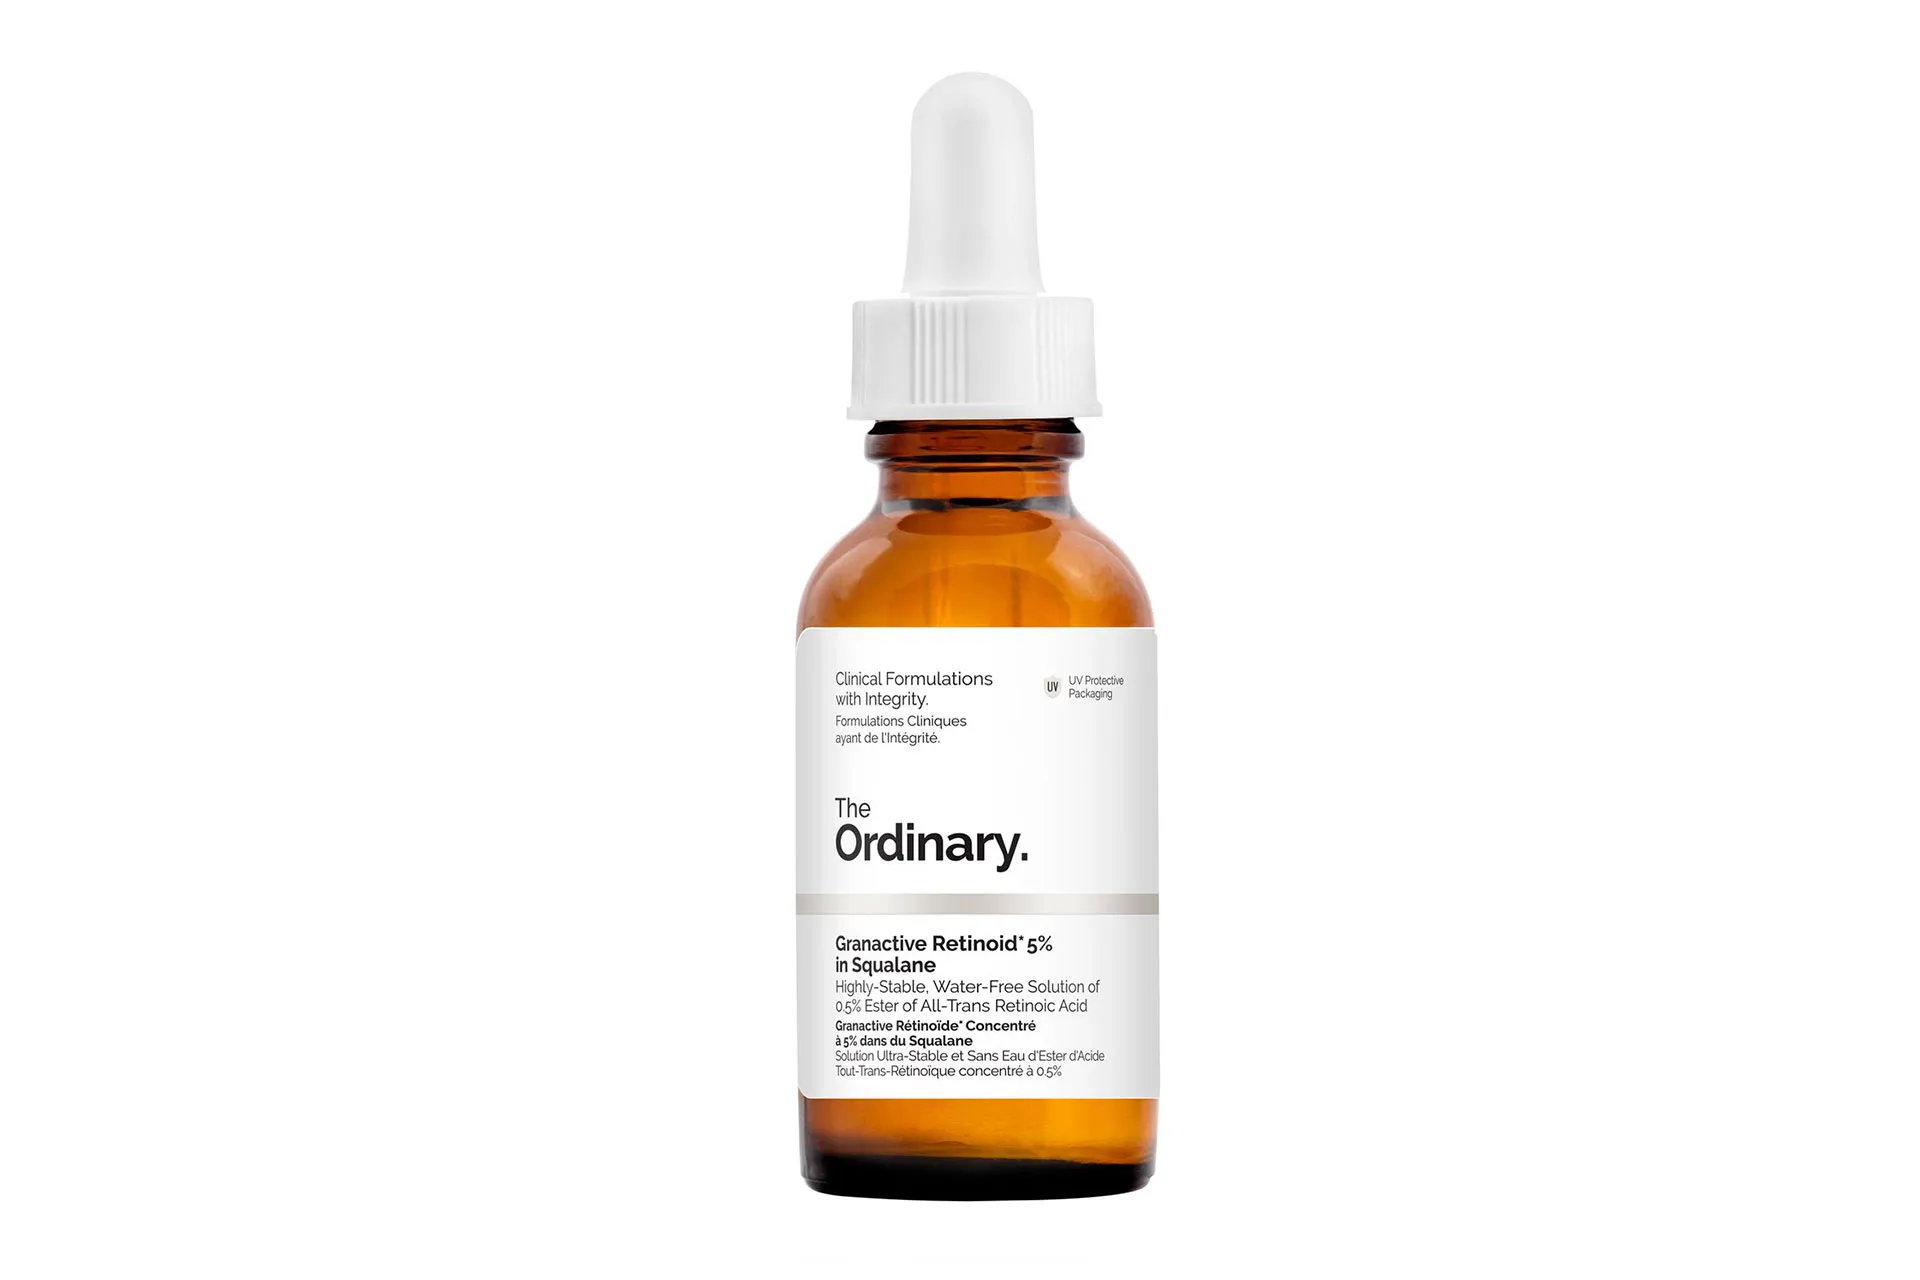 Clinical Formulations
with Integrity.
Formulations Cliniques
ayant de l'Intégrité.
UV
UV Protective
Packaging
The
Ordinary.
Granactive Retinoid* 5%
in Squalane
Highly-Stable, Water-Free Solution of
0.5% Ester of All-Trans Retinoic Acid
Granactive Rétinoïde* Concentré
à 5% dans du Squalane
Solution Ultra-Stable et Sans Eau d'Ester d'Acide
Tout-Trans-Rétinoïque concentré à 0.5%